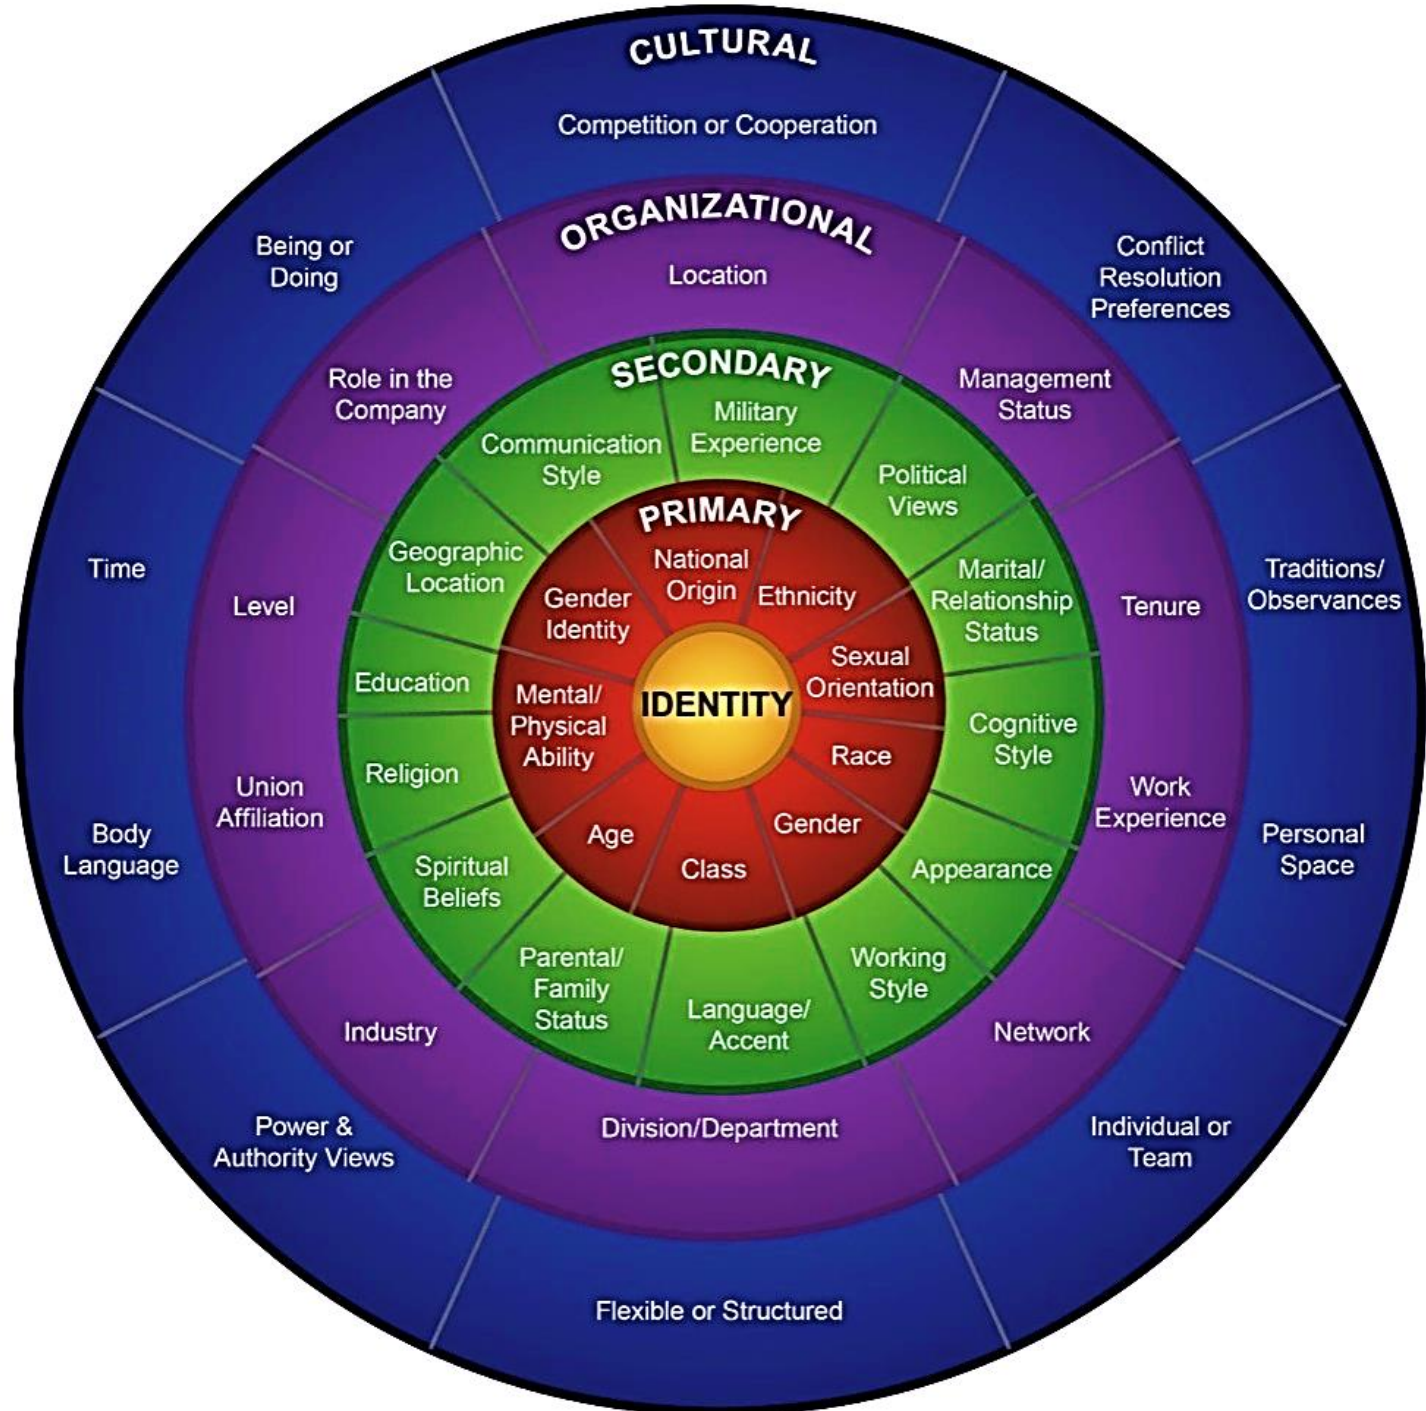 CULTURAL
Competition or Cooperation
Conflict
Resolution
Preferences
Traditions/
Observances
Personal
Space
Individual or
Team
Flexible or Structured
Power &
Authority Views
Body
Language
Time
Being or
Doing
ORGANIZATIONAL
Location
Management
Status
Tenure
Work
Experience
Network
Division/Department
Industry
Union
Affiliation
Level
Role in the
Company
SECONDARY
Military
Experience
Political
Views
Marital/
Relationship
Status
Cognitive
Style
Appearance
Working
Style
Language/
Accent
Parental/
Family
Status
Spiritual
Beliefs
Religion
Education
Geographic
Location
Communication
Style
PRIMARY
National
Origin
Ethnicity
Sexual
Orientation
Race
Gender
Class
Age
Mental/
Physical
Ability
Gender
Identity
IDENTITY